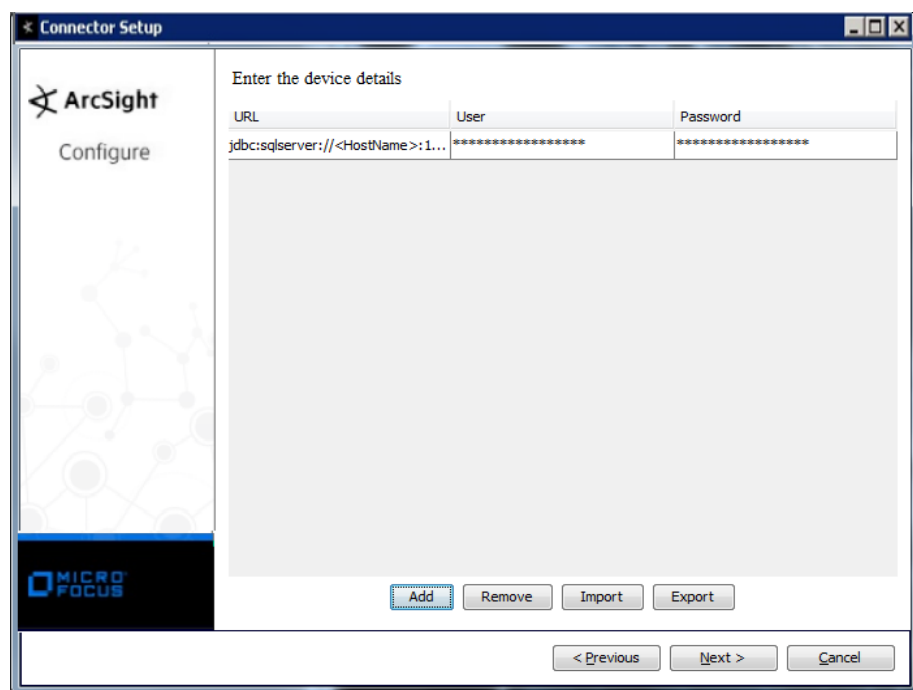 Connector Setup
ArcSight
Configure
Enter the device details
URL User Password
jdbc:sqlserver://<HostName>:1... ***************** *****************
Add Remove Import Export
MICRO
FOCUS
< Previous Next > Cancel